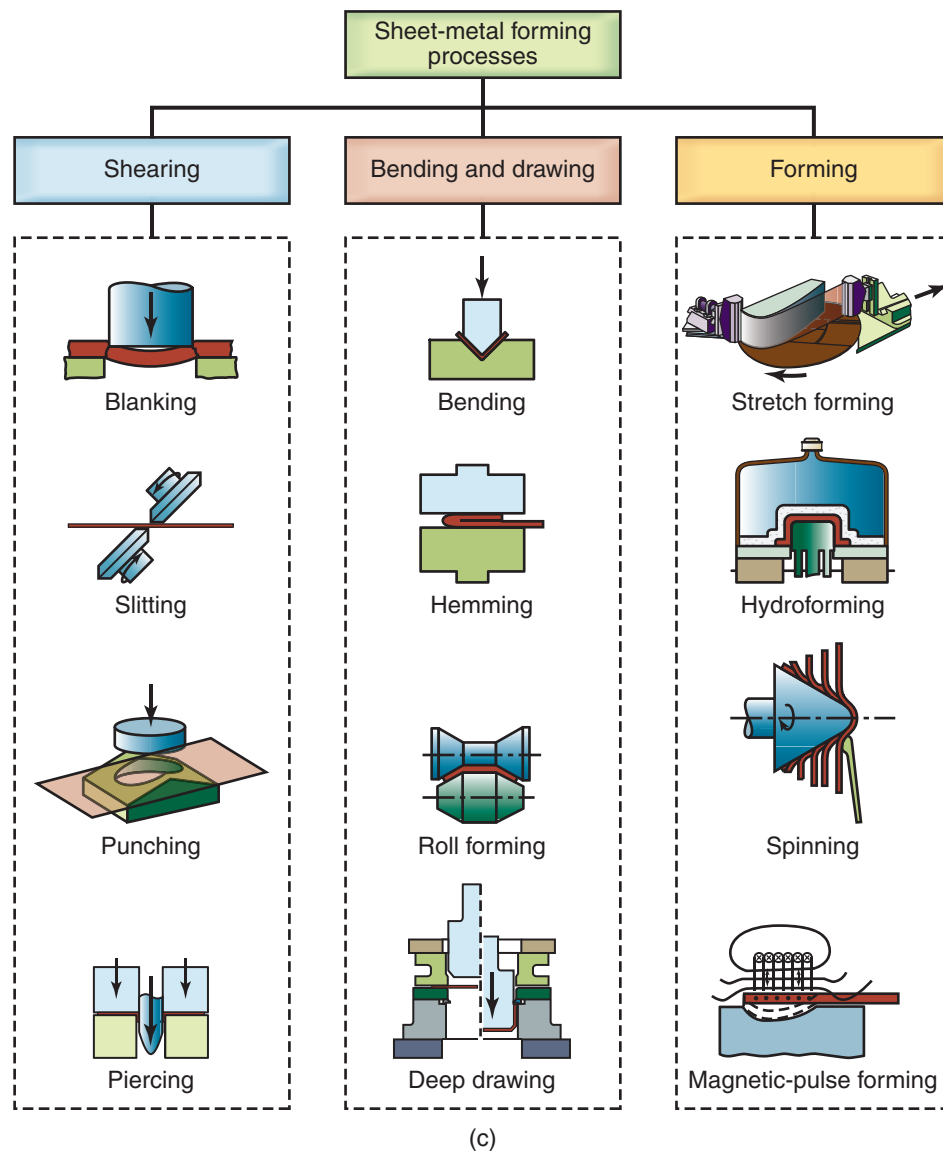 Sheet-metal forming
processes
Shearing
Bending and drawing
Forming
Blanking
Slitting
Punching
Piercing
Bending
Hemming
Roll forming
Deep drawing
Stretch forming
Hydroforming
Spinning
Magnetic-pulse forming
(c)